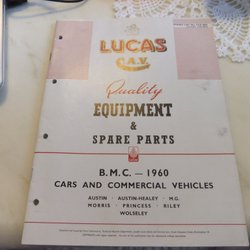 LUCAS
C.A.V.
Quality
EQUIPMENT
&
SPARE PARTS
B.M.C. — 1960
CARS AND COMMERCIAL VEHICLES
AUSTIN · AUSTIN-HEALEY · M.G.
MORRIS · PRINCESS · RILEY
WOLSELEY